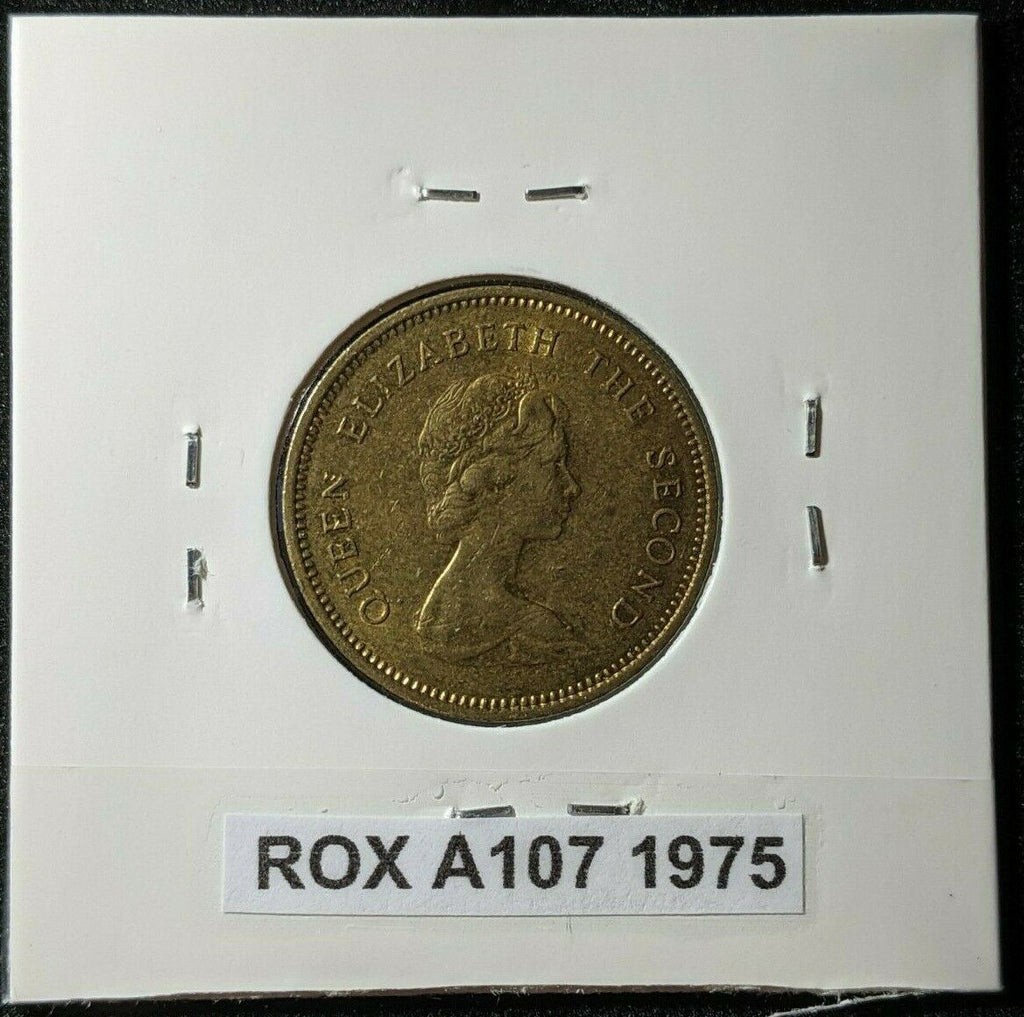 QUEEN ELIZABETH THE SECOND
ROX A107 1975